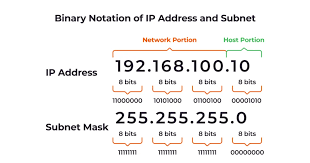 Binary Notation of IP Address and Subnet
Network Portion Host Portion
IP Address 192.168.100.10
8 bits 8 bits 8 bits 8 bits
11000000 10101000 01100100 00001010
Subnet Mask 255.255.255.0
8 bits 8 bits 8 bits 8 bits
11111111 11111111 11111111 00000000